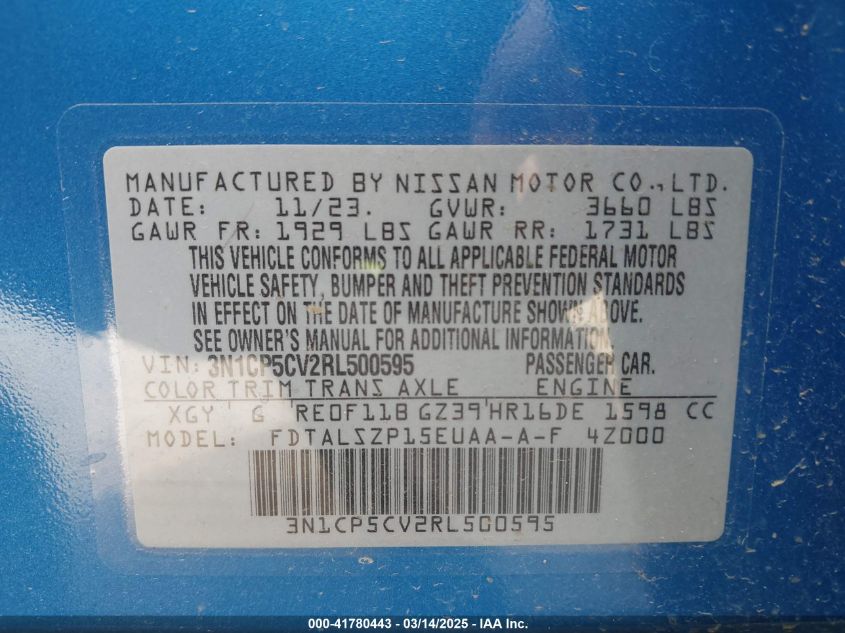 MANUFACTURED BY NISSAN MOTOR CO.,LTD.
DATE: 11/23. GVWR: 3660 LBS
GAWR FR: 1929 LBS GAWR RR: 1731 LBS
THIS VEHICLE CONFORMS TO ALL APPLICABLE FEDERAL MOTOR
VEHICLE SAFETY, BUMPER AND THEFT PREVENTION STANDARDS
IN EFFECT ON THE DATE OF MANUFACTURE SHOWN ABOVE.
SEE OWNER'S MANUAL FOR ADDITIONAL INFORMATION.
VIN: 3N1CP5CV2RL500595 PASSENGER CAR.
COLOR TRIM TRANS AXLE ENGINE
XGY G RE0F11B GZ39 HR16DE 1598 CC
MODEL: FDTALSZP15EUAA-A-F 4Z000
3N1CP5CV2RL500595
000-41780443 - 03/14/2025 - IAA Inc.